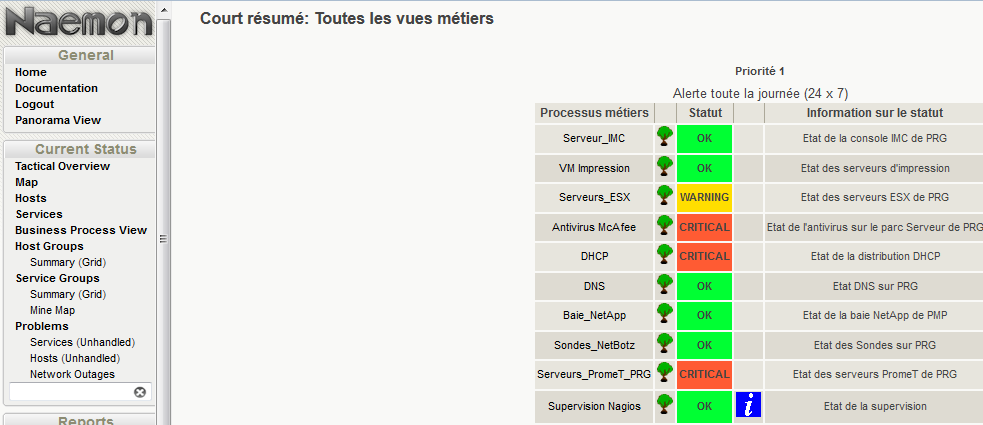 Naemon
General
Home
Documentation
Logout
Panorama View
Current Status
Tactical Overview
Map
Hosts
Services
Business Process View
Host Groups
Summary (Grid)
Service Groups
Summary (Grid)
Mine Map
Problems
Services (Unhandled)
Hosts (Unhandled)
Network Outages
Reports
Court résumé: Toutes les vues métiers
Priorité 1
Alerte toute la journée (24 x 7)
Processus métiers Statut Information sur le statut
Serveur_IMC OK Etat de la console IMC de PRG
VM Impression OK Etat des serveurs d'impression
Serveurs_ESX WARNING Etat des serveurs ESX de PRG
Antivirus McAfee CRITICAL Etat de l'antivirus sur le parc Serveur de PRG
DHCP CRITICAL Etat de la distribution DHCP
DNS OK Etat DNS sur PRG
Baie_NetApp OK Etat de la baie NetApp de PMP
Sondes_NetBotz OK Etat des Sondes sur PRG
Serveurs_PromeT_PRG CRITICAL Etat des serveurs PromeT de PRG
Supervision Nagios OK i Etat de la supervision